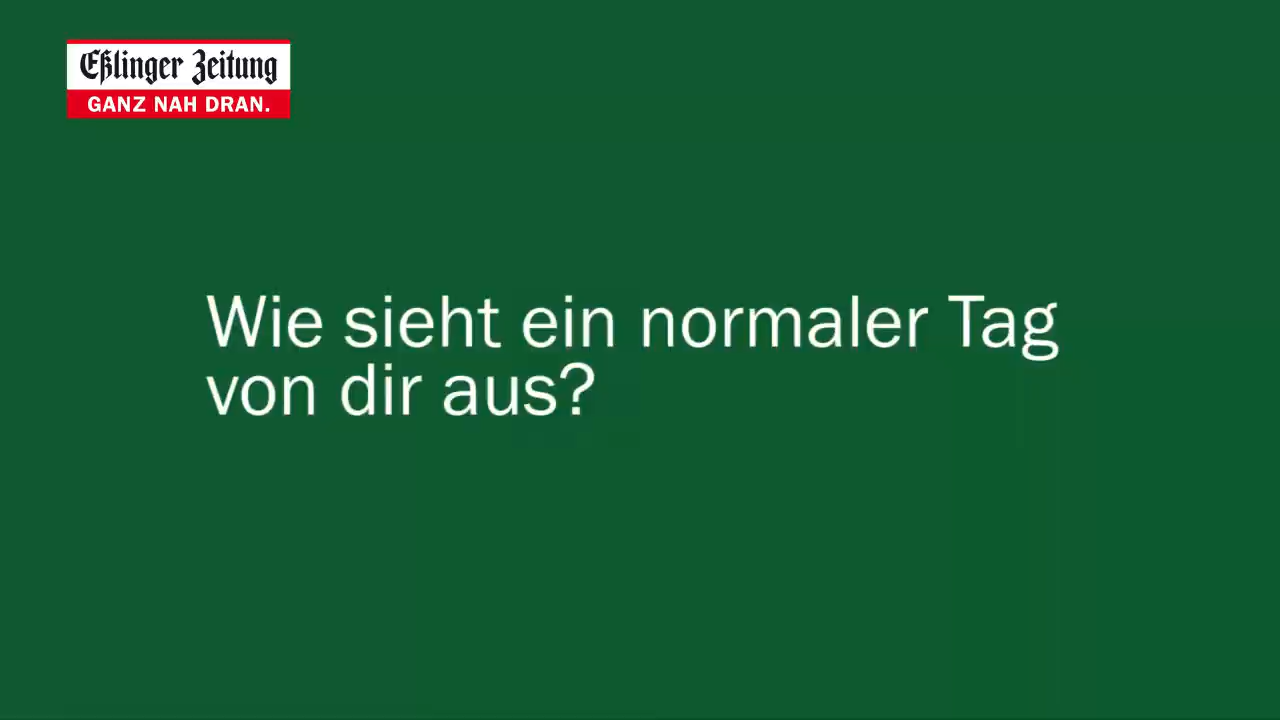 Eßlinger Zeitung
GANZ NAH DRAN.
Wie sieht ein normaler Tag
von dir aus?